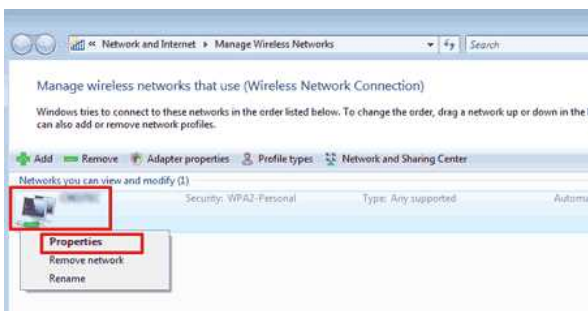 « Network and Internet ▸ Manage Wireless Networks
Search
Manage wireless networks that use (Wireless Network Connection)
Windows tries to connect to these networks in the order listed below. To change the order, drag a network up or down in the
can also add or remove network profiles.
Add Remove Adapter properties Profile types Network and Sharing Center
Networks you can view and modify (1)
Security: WPA2-Personal Type: Any supported Autom
Properties
Remove network
Rename